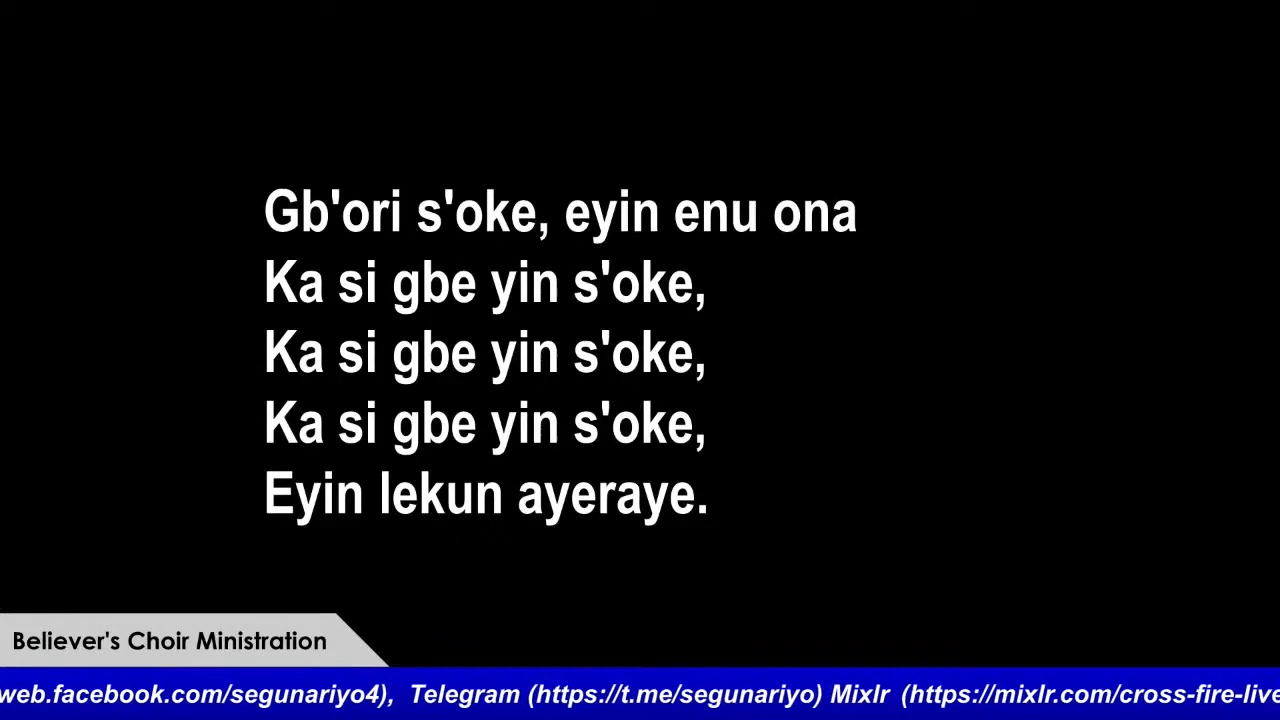 Gb'ori s'oke, eyin enu ona
Ka si gbe yin s'oke,
Ka si gbe yin s'oke,
Ka si gbe yin s'oke,
Eyin lekun ayeraye.
Believer's Choir Ministration
web.facebook.com/segunariyo4), Telegram (https://t.me/segunariyo) Mixlr (https://mixlr.com/cross-fire-live